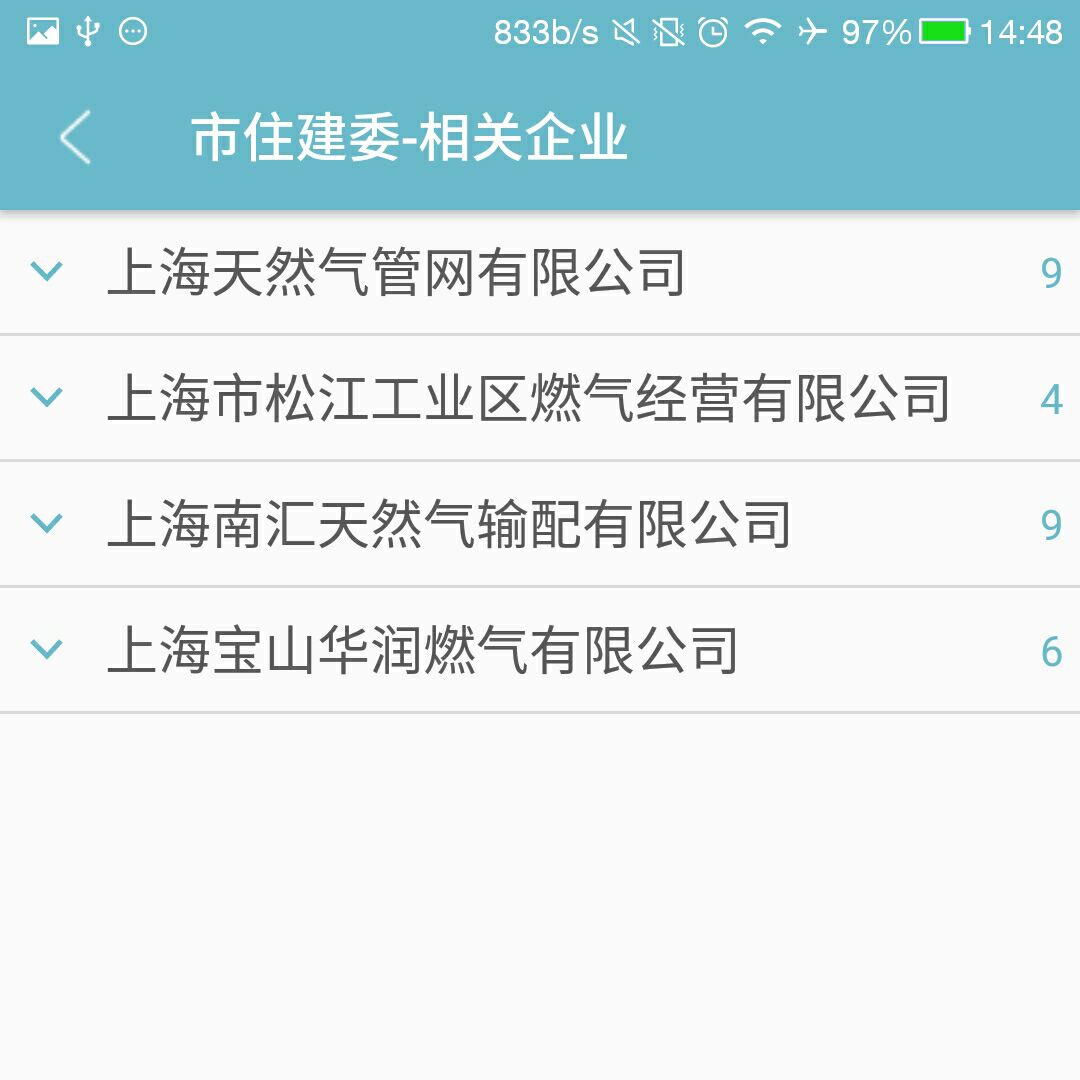 833b/s 97% 14:48
市住建委-相关企业
上海天然气管网有限公司 9
上海市松江工业区燃气经营有限公司 4
上海南汇天然气输配有限公司 9
上海宝山华润燃气有限公司 6